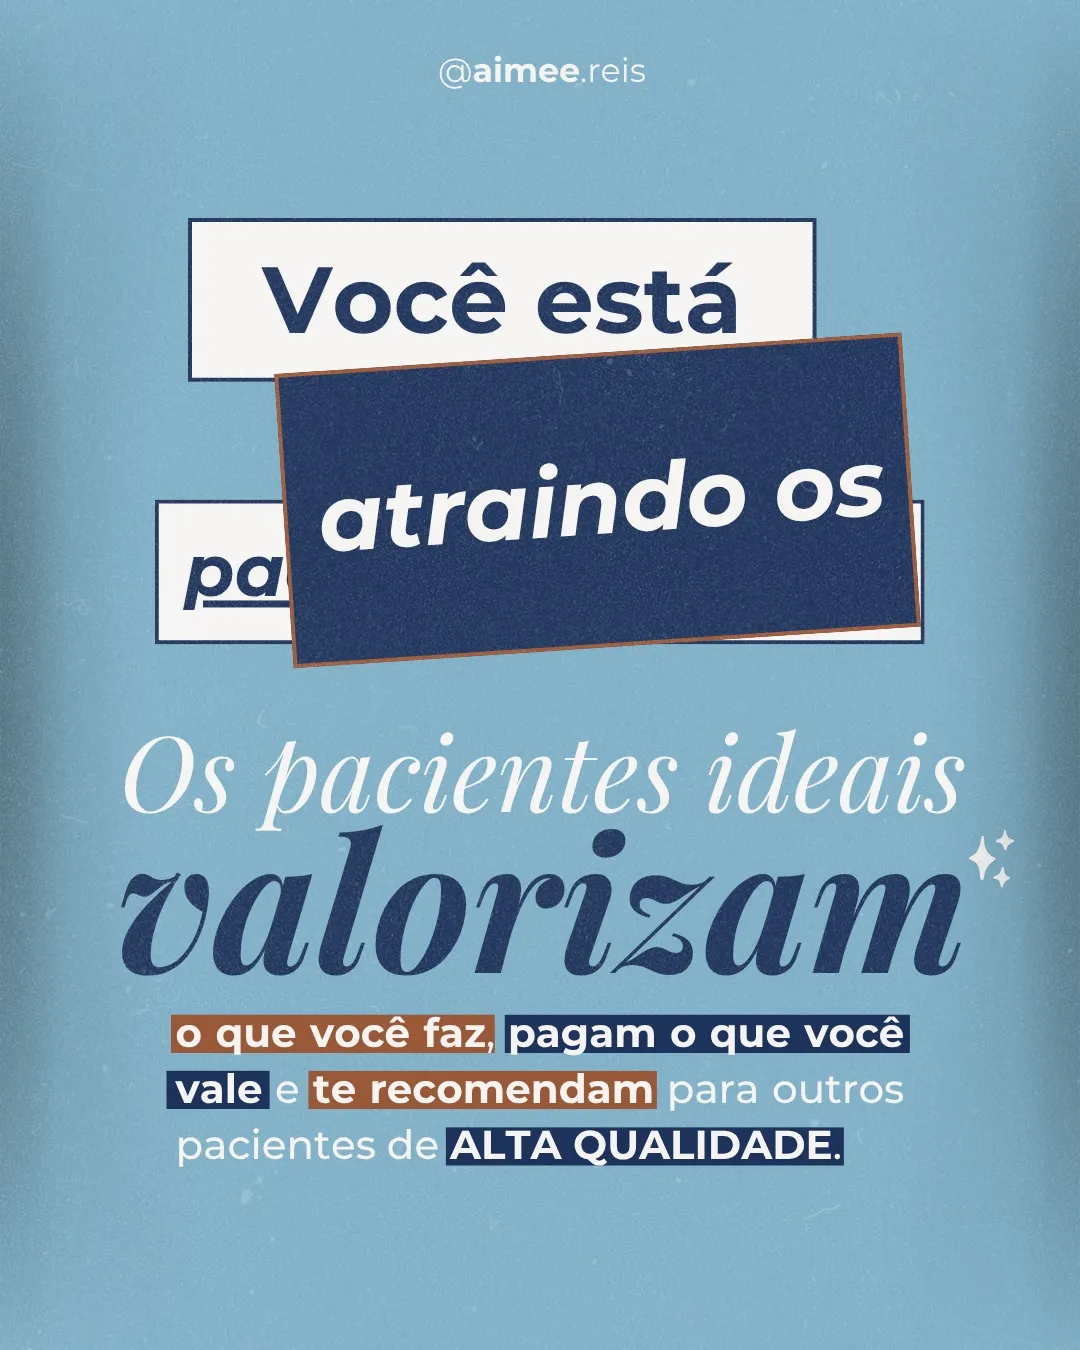 @aimee.reis
Você está
atraindo os
Os pacientes ideais
valorizam
o que você faz, pagam o que você
vale e te recomendam para outros
pacientes de ALTA QUALIDADE.